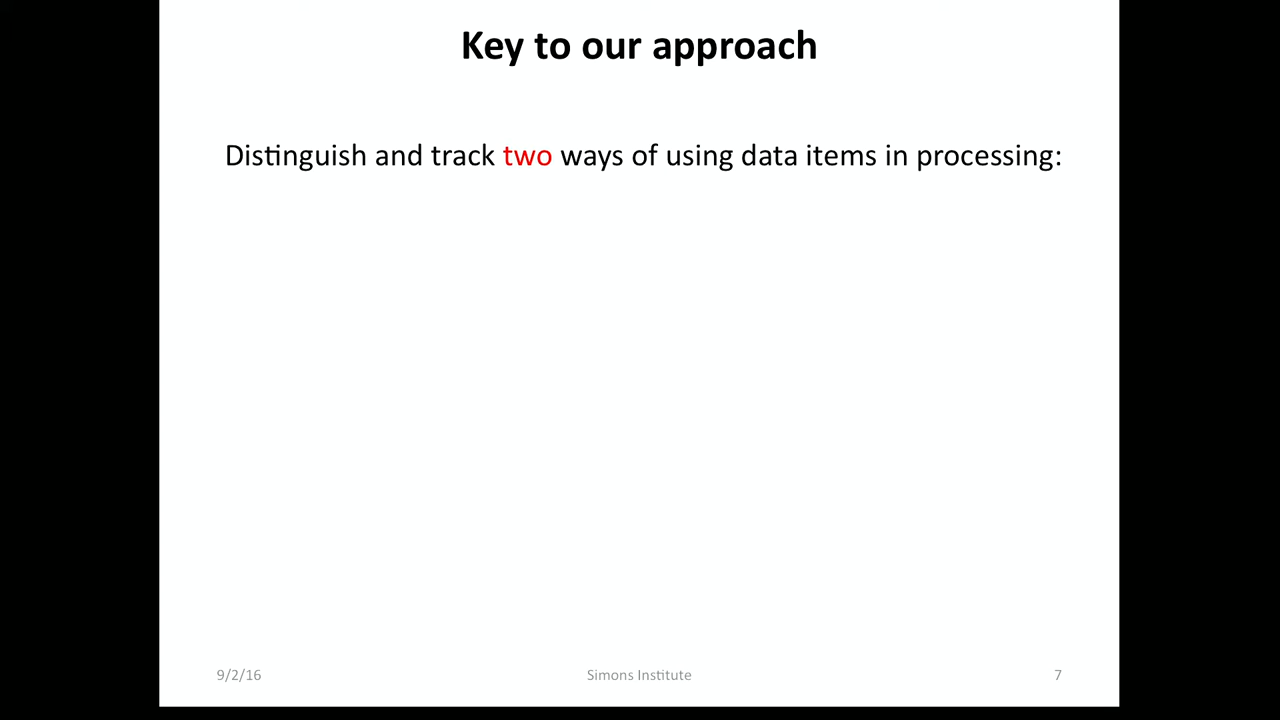 Key to our approach
Distinguish and track two ways of using data items in processing:
9/2/16 Simons Institute 7